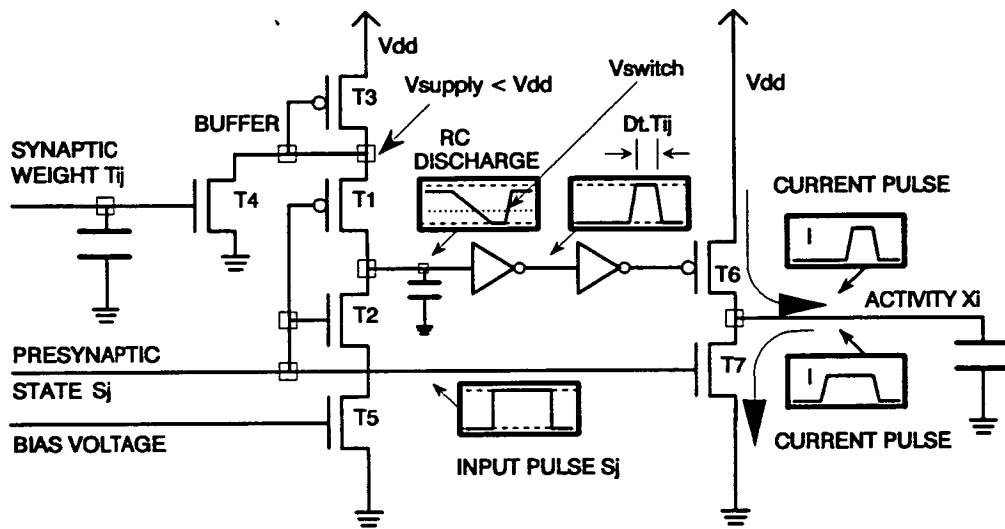 Vdd
Vswitch
T3
Vsupply < Vdd
Vdd
BUFFER
Dt.Tij
RC
DISCHARGE
SYNAPTIC
WEIGHT Tij
T4
T1
CURRENT PULSE
I
T6
ACTIVITY Xi
T2
PRESYNAPTIC
STATE Sj
T7
I
T5
BIAS VOLTAGE
INPUT PULSE Sj
CURRENT PULSE